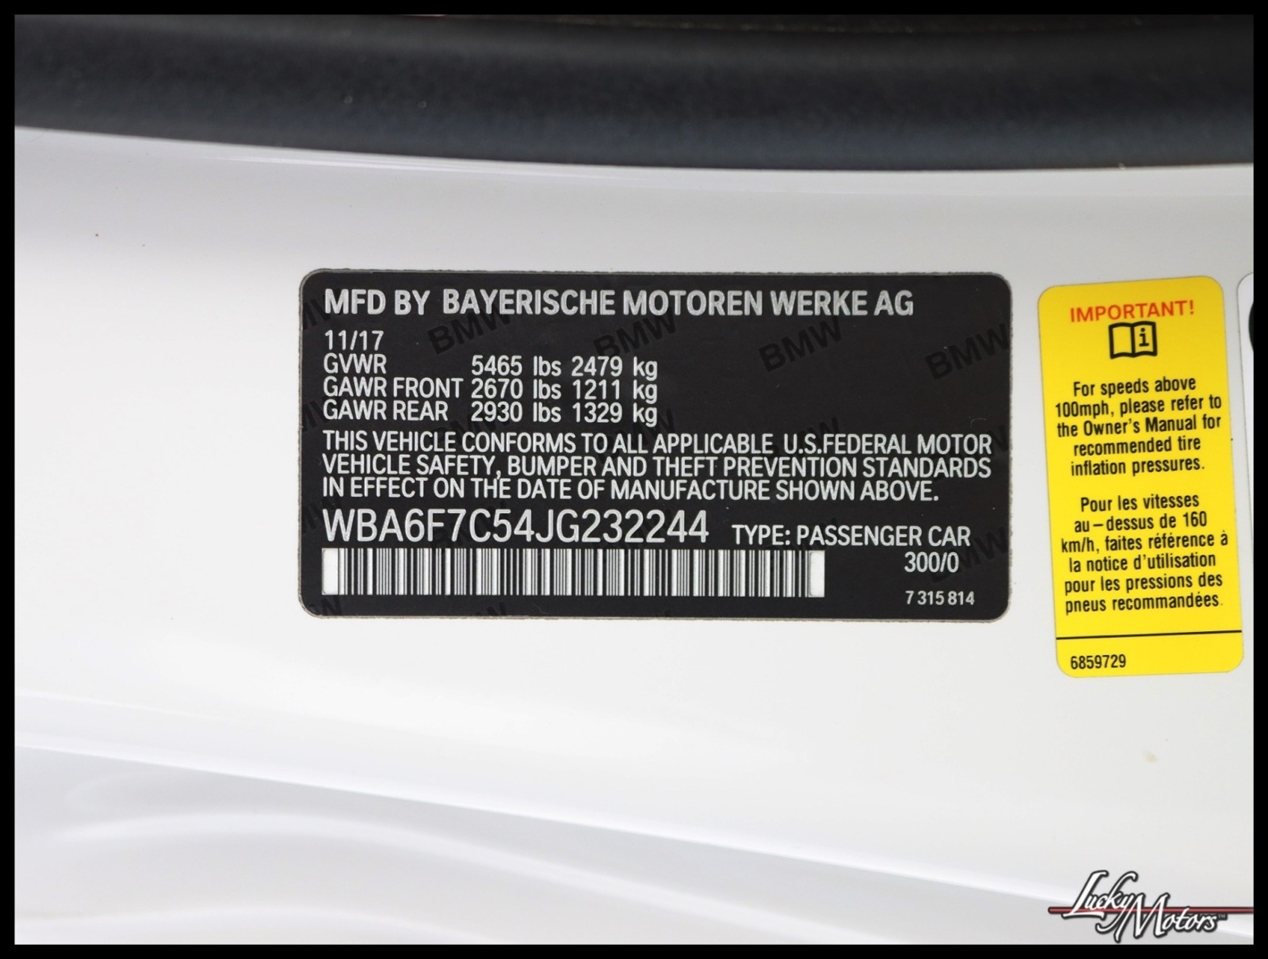 MFD BY BAYERISCHE MOTOREN WERKE AG
11/17
GVWR 5465 lbs 2479 kg
GAWR FRONT 2670 lbs 1211 kg
GAWR REAR 2930 lbs 1329 kg
THIS VEHICLE CONFORMS TO ALL APPLICABLE U.S.FEDERAL MOTOR
VEHICLE SAFETY, BUMPER AND THEFT PREVENTION STANDARDS
IN EFFECT ON THE DATE OF MANUFACTURE SHOWN ABOVE.
WBA6F7C54JG232244 TYPE: PASSENGER CAR
300/0
7 315 814
IMPORTANT!
For speeds above
100mph, please refer to
the Owner's Manual for
recommended tire
inflation pressures.
Pour les vitesses
au-dessus de 160
km/h, faites référence à
la notice d'utilisation
pour les pressions des
pneus recommandées.
6859729
Lucky Motors